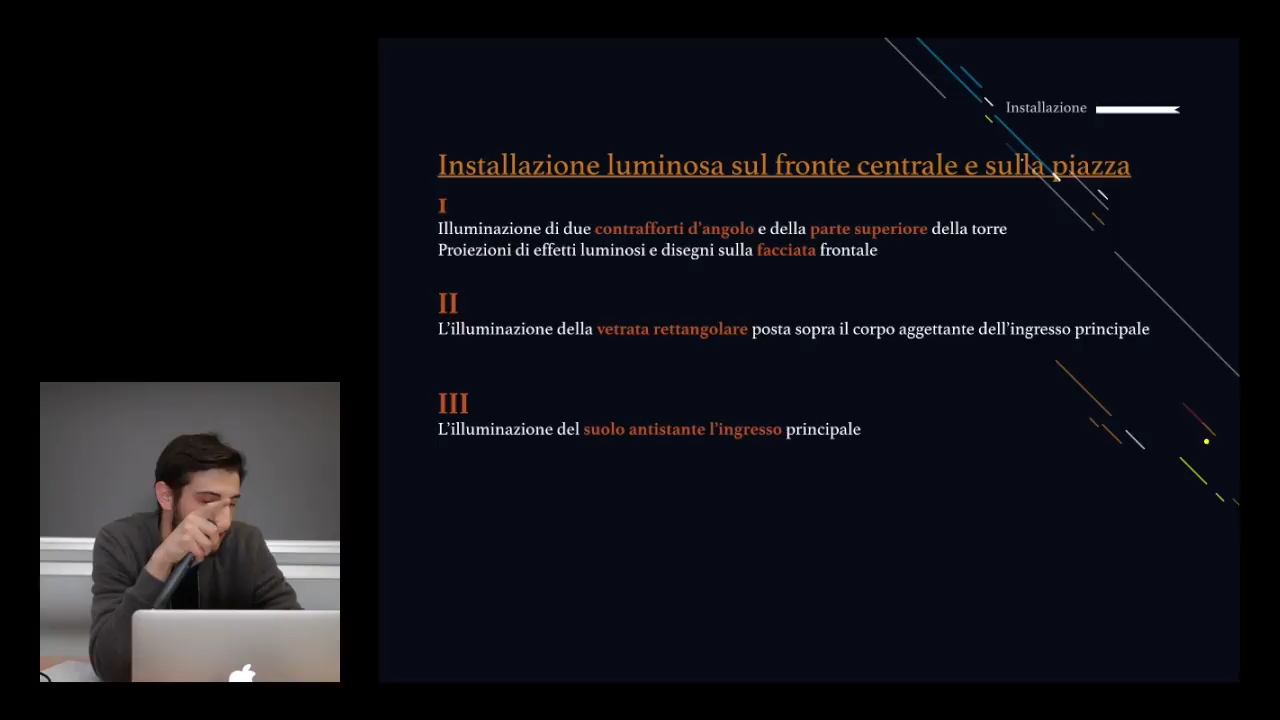 Installazione
Installazione luminosa sul fronte centrale e sulla piazza
I
Illuminazione di due contrafforti d'angolo e della parte superiore della torre
Proiezioni di effetti luminosi e disegni sulla facciata frontale
II
L'illuminazione della vetrata rettangolare posta sopra il corpo aggettante dell'ingresso principale
III
L'illuminazione del suolo antistante l'ingresso principale